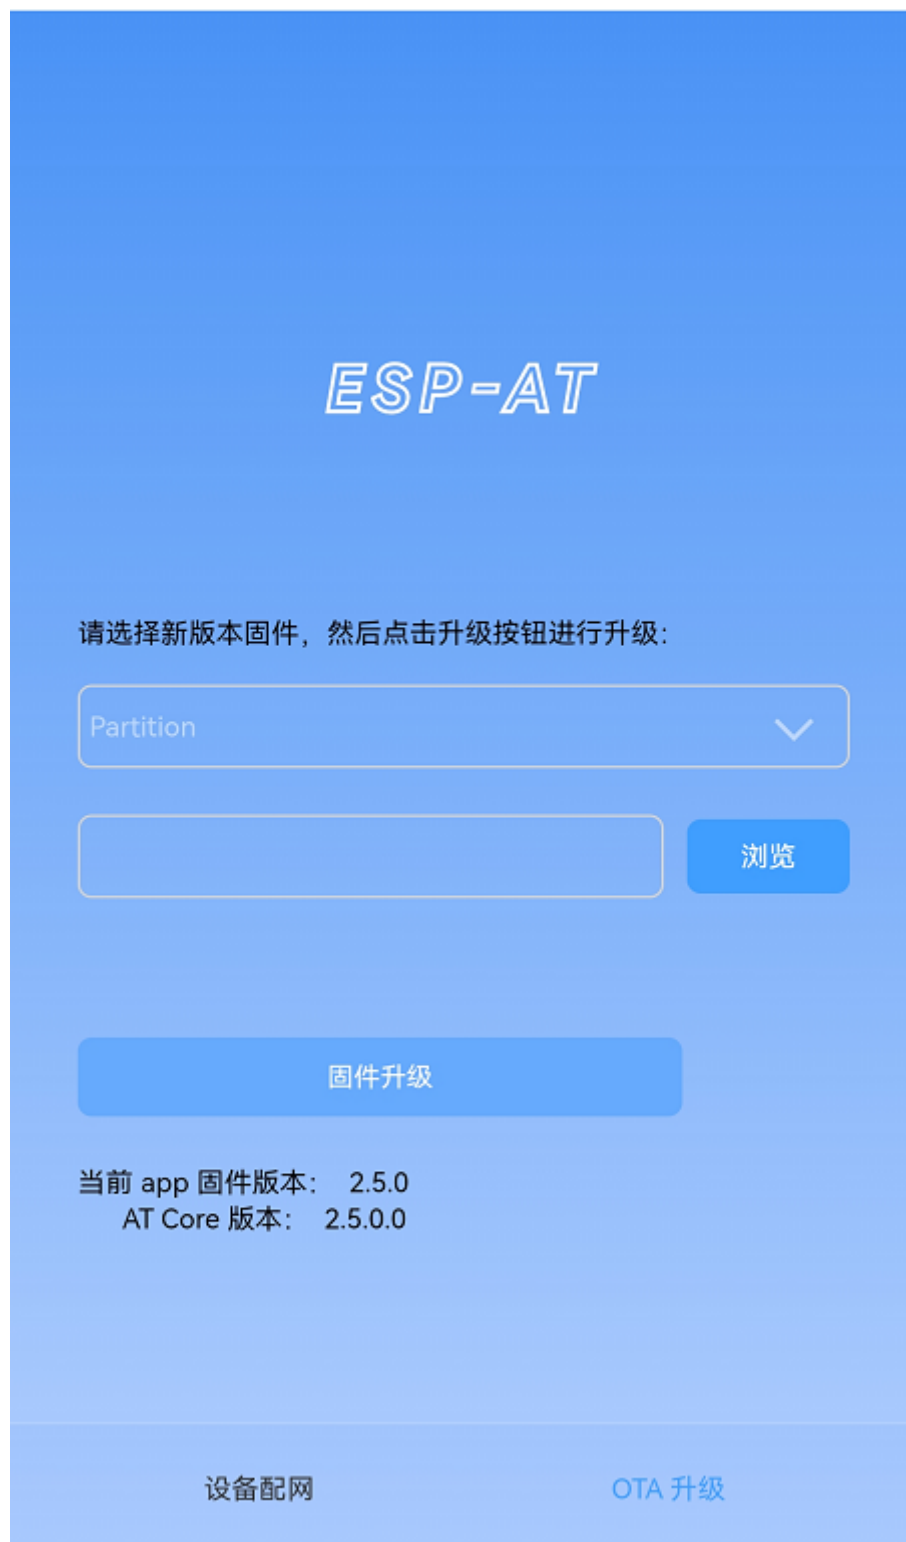 ESP-AT
请选择新版本固件，然后点击升级按钮进行升级：
Partition
浏览
固件升级
当前 app 固件版本： 2.5.0
AT Core 版本： 2.5.0.0
设备配网
OTA 升级